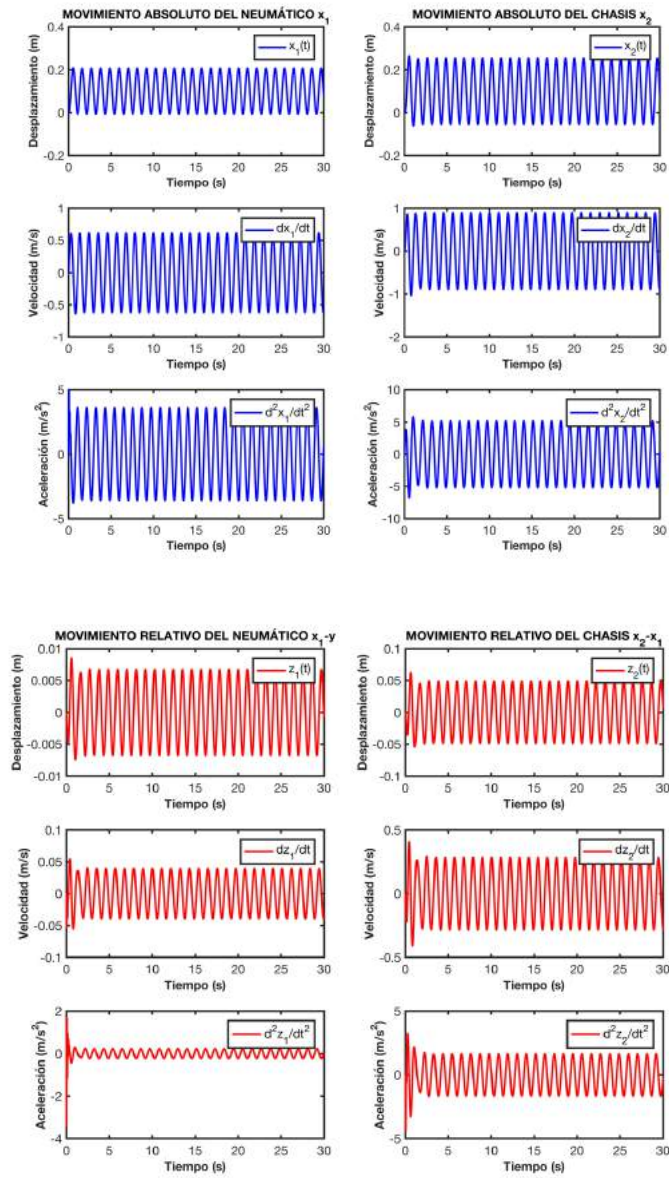 MOVIMIENTO ABSOLUTO DEL NEUMÁTICO x1
0.4
0.2
0
-0.2
Desplazamiento (m)
x1(t)
0 5 10 15 20 25 30
Tiempo (s)
MOVIMIENTO ABSOLUTO DEL CHASIS x2
0.4
0.2
0
-0.2
Desplazamiento (m)
x2(t)
0 5 10 15 20 25 30
Tiempo (s)
1
0.5
0
-0.5
-1
Velocidad (m/s)
dx1/dt
0 5 10 15 20 25 30
Tiempo (s)
1
0
-1
-2
Velocidad (m/s)
dx2/dt
0 5 10 15 20 25 30
Tiempo (s)
5
0
-5
Aceleración (m/s²)
d²x1/dt²
0 5 10 15 20 25 30
Tiempo (s)
10
5
0
-5
-10
Aceleración (m/s²)
d²x2/dt²
0 5 10 15 20 25 30
Tiempo (s)
MOVIMIENTO RELATIVO DEL NEUMÁTICO x1-y
0.01
0.005
0
-0.005
-0.01
Desplazamiento (m)
z1(t)
0 5 10 15 20 25 30
Tiempo (s)
MOVIMIENTO RELATIVO DEL CHASIS x2-x1
0.1
0.05
0
-0.05
-0.1
Desplazamiento (m)
z2(t)
0 5 10 15 20 25 30
Tiempo (s)
0.1
0.05
0
-0.05
-0.1
Velocidad (m/s)
dz1/dt
0 5 10 15 20 25 30
Tiempo (s)
0.5
0
-0.5
Velocidad (m/s)
dz2/dt
0 5 10 15 20 25 30
Tiempo (s)
2
0
-2
-4
Aceleración (m/s²)
d²z1/dt²
0 5 10 15 20 25 30
Tiempo (s)
5
0
-5
Aceleración (m/s²)
d²z2/dt²
0 5 10 15 20 25 30
Tiempo (s)